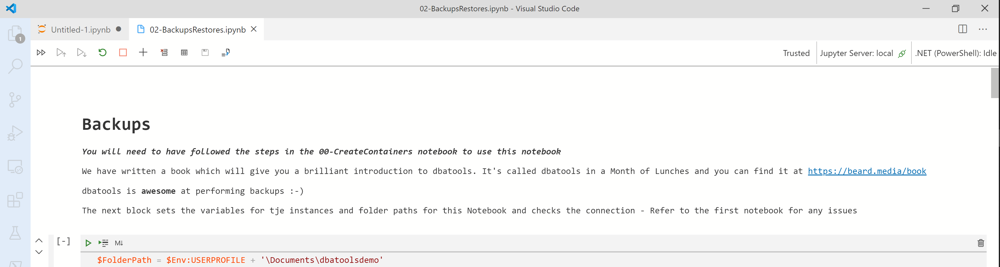 02-BackupsRestores.ipynb - Visual Studio Code
Untitled-1.ipynb
02-BackupsRestores.ipynb
1
Trusted
Jupyter Server: local
.NET (PowerShell): Idle
Backups
You will need to have followed the steps in the 00-CreateContainers notebook to use this notebook
We have written a book which will give you a brilliant introduction to dbatools. It's called dbatools in a Month of Lunches and you can find it at https://beard.media/book
dbatools is awesome at performing backups :-)
The next block sets the variables for tje instances and folder paths for this Notebook and checks the connection - Refer to the first notebook for any issues
[-]
M↓
$FolderPath = $Env:USERPROFILE + '\Documents\dbatoolsdemo'